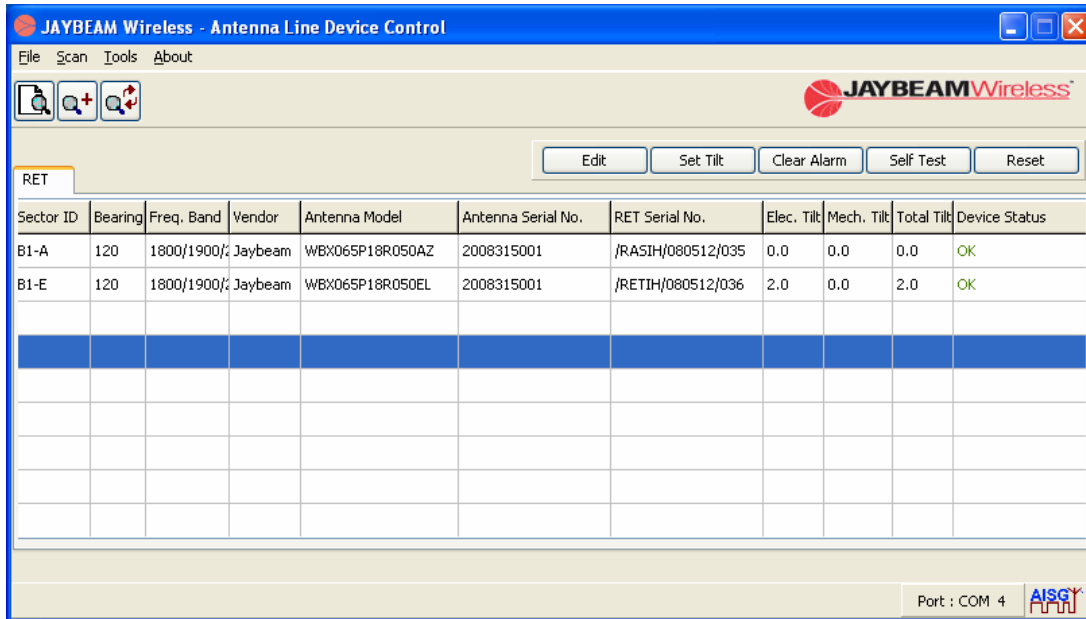 JAYBEAM Wireless - Antenna Line Device Control
File Scan Tools About
JAYBEAMWireless
Edit Set Tilt Clear Alarm Self Test Reset
RET
Sector ID Bearing Freq. Band Vendor Antenna Model Antenna Serial No. RET Serial No. Elec. Tilt Mech. Tilt Total Tilt Device Status
B1-A 120 1800/1900/ Jaybeam WBX065P18R050AZ 2008315001 /RASIH/080512/035 0.0 0.0 0.0 OK
B1-E 120 1800/1900/ Jaybeam WBX065P18R050EL 2008315001 /RETIH/080512/036 2.0 0.0 2.0 OK
Port : COM 4 AISG